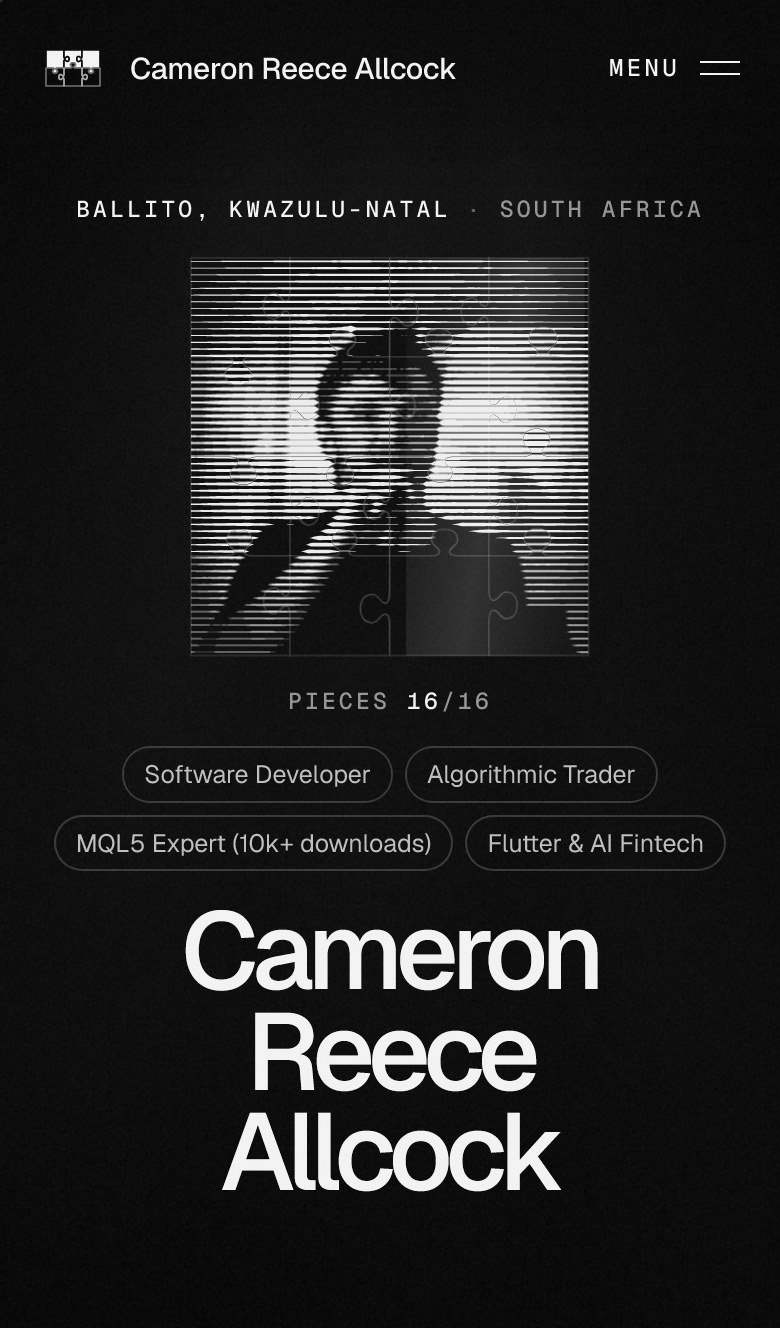 Cameron Reece Allcock
MENU
BALLITO, KWAZULU-NATAL · SOUTH AFRICA
PIECES 16/16
Software Developer
Algorithmic Trader
MQL5 Expert (10k+ downloads)
Flutter & AI Fintech
Cameron
Reece
Allcock